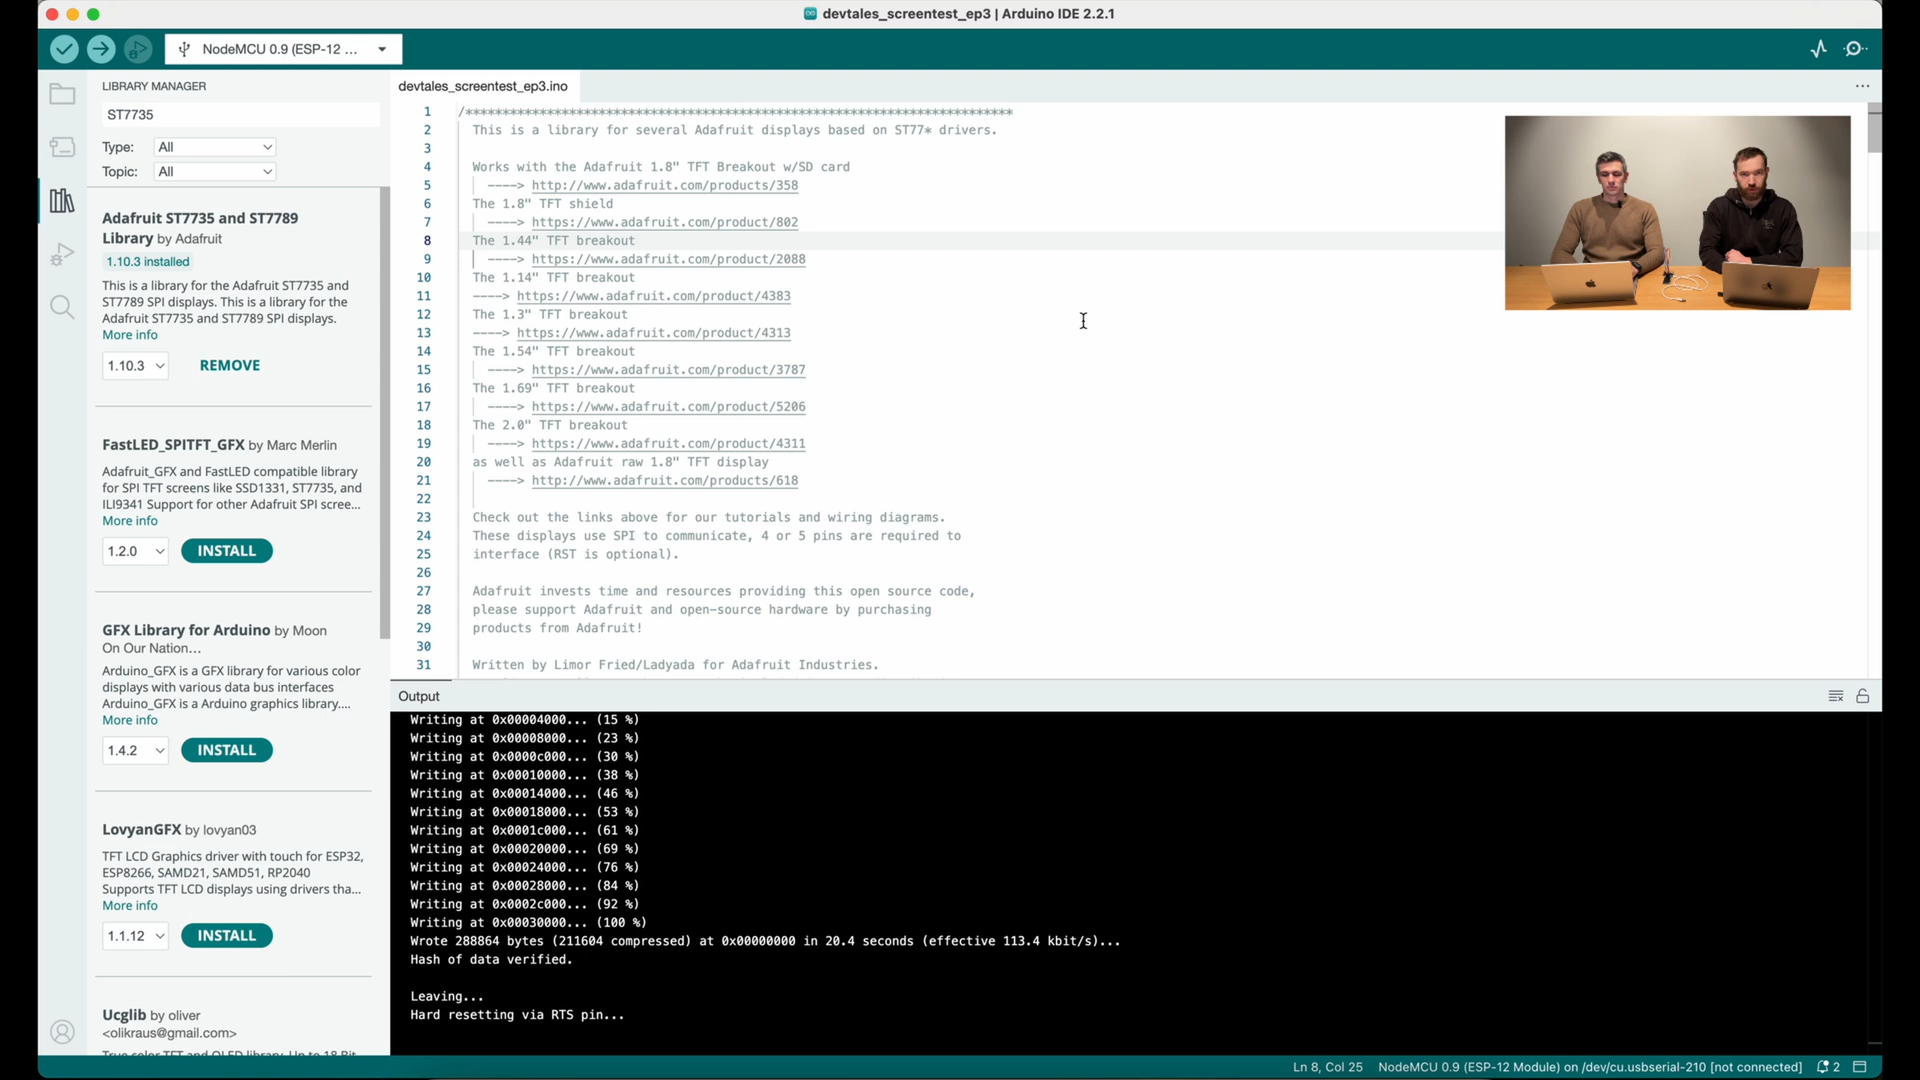 devtales_screentest_ep3 | Arduino IDE 2.2.1
NodeMCU 0.9 (ESP-12 ...
LIBRARY MANAGER
ST7735
Type: All
Topic: All
Adafruit ST7735 and ST7789
Library by Adafruit
1.10.3 installed
This is a library for the Adafruit ST7735 and
ST7789 SPI displays. This is a library for the
Adafruit ST7735 and ST7789 SPI displays.
More info
1.10.3 REMOVE
FastLED_SPITFT_GFX by Marc Merlin
Adafruit_GFX and FastLED compatible library
for SPI TFT screens like SSD1331, ST7735, and
ILI9341 Support for other Adafruit SPI scree...
More info
1.2.0 INSTALL
GFX Library for Arduino by Moon
On Our Nation...
Arduino_GFX is a GFX library for various color
displays with various data bus interfaces
Arduino_GFX is a Arduino graphics library....
More info
1.4.2 INSTALL
LovyanGFX by lovyan03
TFT LCD Graphics driver with touch for ESP32,
ESP8266, SAMD21, SAMD51, RP2040
Supports TFT LCD displays using drivers tha...
More info
1.1.12 INSTALL
Ucglib by oliver
<olikraus@gmail.com>
True color TFT and OLED library, Up to 18 Bit
devtales_screentest_ep3.ino
1 /**************************************************************************
2 This is a library for several Adafruit displays based on ST77* drivers.
3
4 Works with the Adafruit 1.8" TFT Breakout w/SD card
5 ----> http://www.adafruit.com/products/358
6 The 1.8" TFT shield
7 ----> https://www.adafruit.com/product/802
8 The 1.44" TFT breakout
9 ----> https://www.adafruit.com/product/2088
10 The 1.14" TFT breakout
11 ----> https://www.adafruit.com/product/4383
12 The 1.3" TFT breakout
13 ----> https://www.adafruit.com/product/4313
14 The 1.54" TFT breakout
15 ----> https://www.adafruit.com/product/3787
16 The 1.69" TFT breakout
17 ----> https://www.adafruit.com/product/5206
18 The 2.0" TFT breakout
19 ----> https://www.adafruit.com/product/4311
20 as well as Adafruit raw 1.8" TFT display
21 ----> http://www.adafruit.com/products/618
22
23 Check out the links above for our tutorials and wiring diagrams.
24 These displays use SPI to communicate, 4 or 5 pins are required to
25 interface (RST is optional).
26
27 Adafruit invests time and resources providing this open source code,
28 please support Adafruit and open-source hardware by purchasing
29 products from Adafruit!
30
31 Written by Limor Fried/Ladyada for Adafruit Industries.
Output
Writing at 0x00004000... (15 %)
Writing at 0x00008000... (23 %)
Writing at 0x0000c000... (30 %)
Writing at 0x00010000... (38 %)
Writing at 0x00014000... (46 %)
Writing at 0x00018000... (53 %)
Writing at 0x0001c000... (61 %)
Writing at 0x00020000... (69 %)
Writing at 0x00024000... (76 %)
Writing at 0x00028000... (84 %)
Writing at 0x0002c000... (92 %)
Writing at 0x00030000... (100 %)
Wrote 288864 bytes (211604 compressed) at 0x00000000 in 20.4 seconds (effective 113.4 kbit/s)...
Hash of data verified.
Leaving...
Hard resetting via RTS pin...
Ln 8, Col 25 NodeMCU 0.9 (ESP-12 Module) on /dev/cu.usbserial-210 [not connected] 2